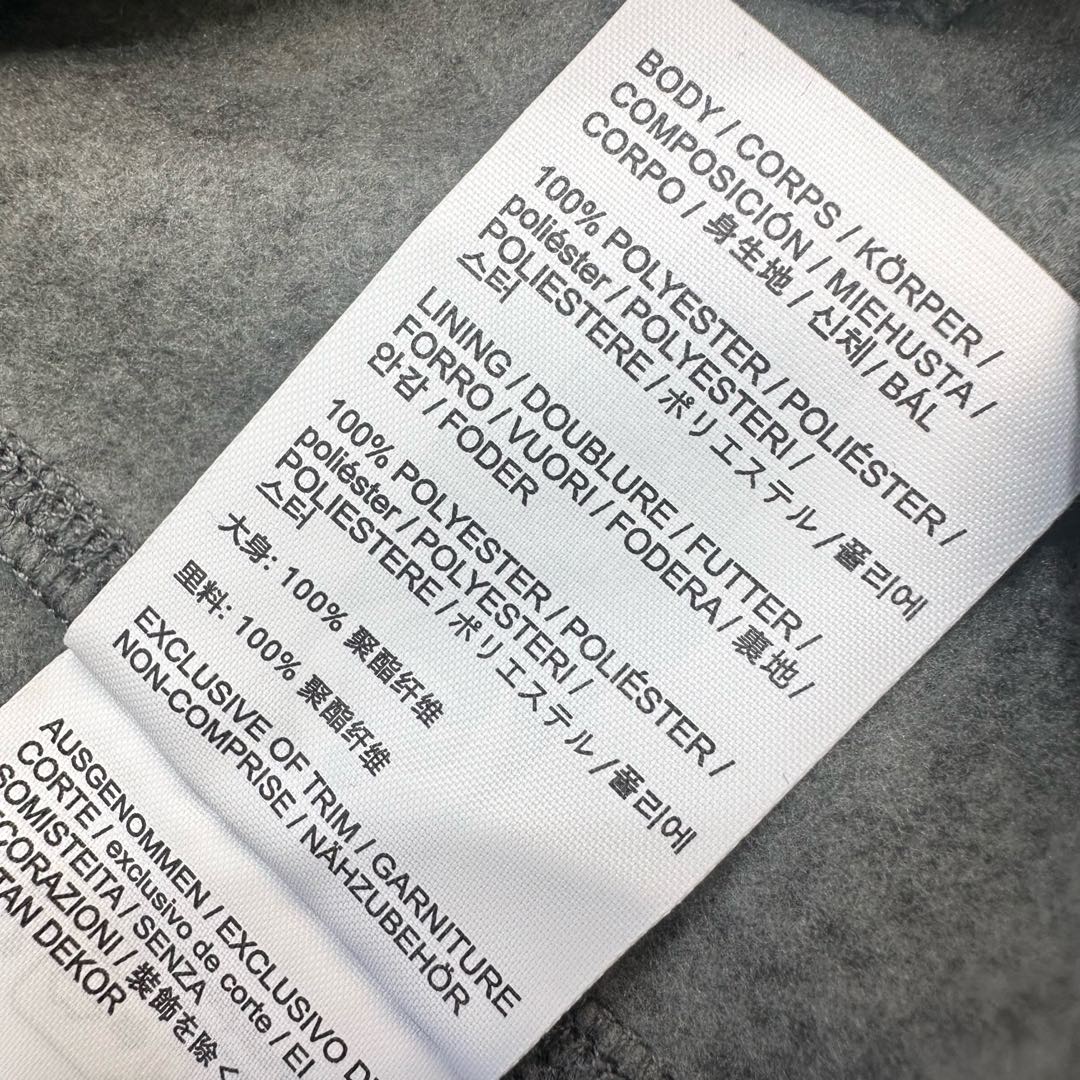 BODY / CORPS / KÖRPER /
COMPOSICIÓN / MIEHUSTA /
CORPO / 身生地 / 신체 / BÁL
100% POLYESTER / POLIÉSTER /
poliéster / POLYESTERI /
POLIESTERE / ポリエステル / 폴리에
스터
LINING / DOUBLURE / FUTTER /
FORRO / VUORI / FODERA / 裏地 /
안감 / FODER
100% POLYESTER / POLIÉSTER /
poliéster / POLYESTERI /
POLIESTERE / ポリエステル / 폴리에
스터
大身: 100% 聚酯纤维
里料: 100% 聚酯纤维
EXCLUSIVE OF TRIM / GARNITURE
NON-COMPRISE / NÄHZUBEHÖR
AUSGENOMMEN / EXCLUSIVO DE
CORTE / exclusivo de corte / EI
SOMISTEITA / SENZA
CORAZIONI / 装飾を除く
TAN DEKOR